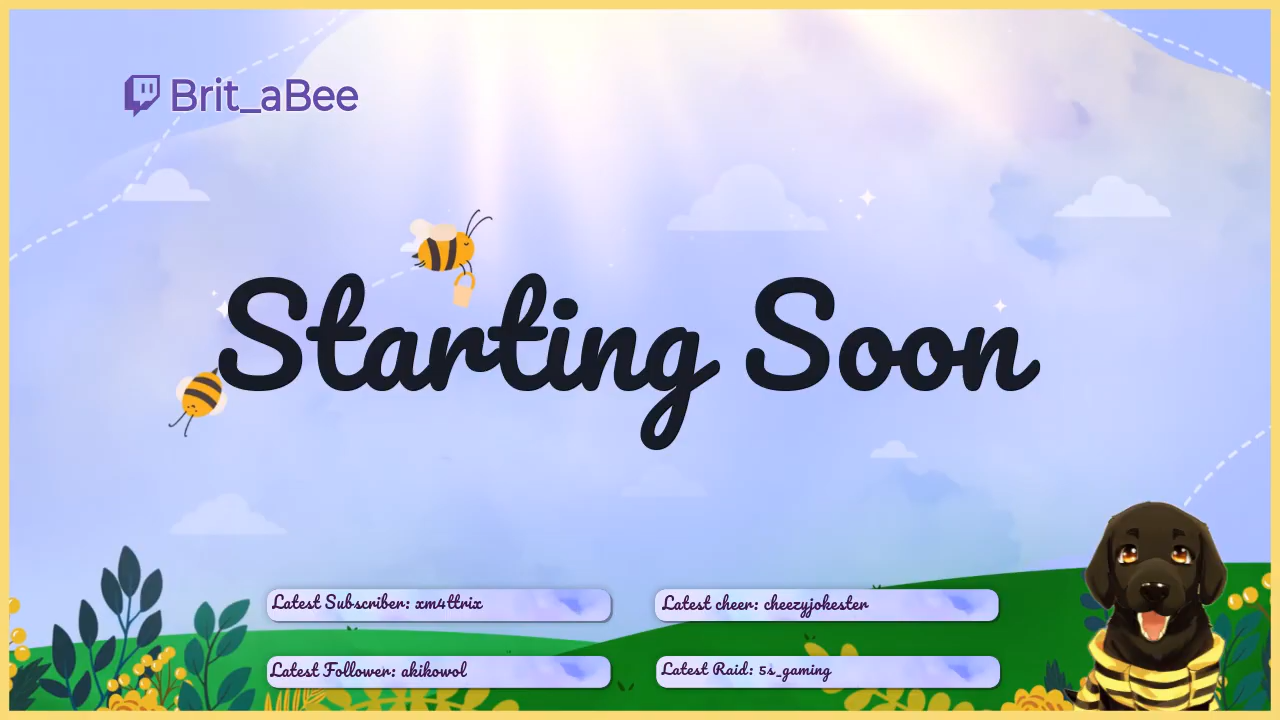 Brit_aBee
Starting Soon
Latest Subscriber: xm4ttrix
Latest cheer: cheezyjokester
Latest Follower: akikowol
Latest Raid: 5s_gaming